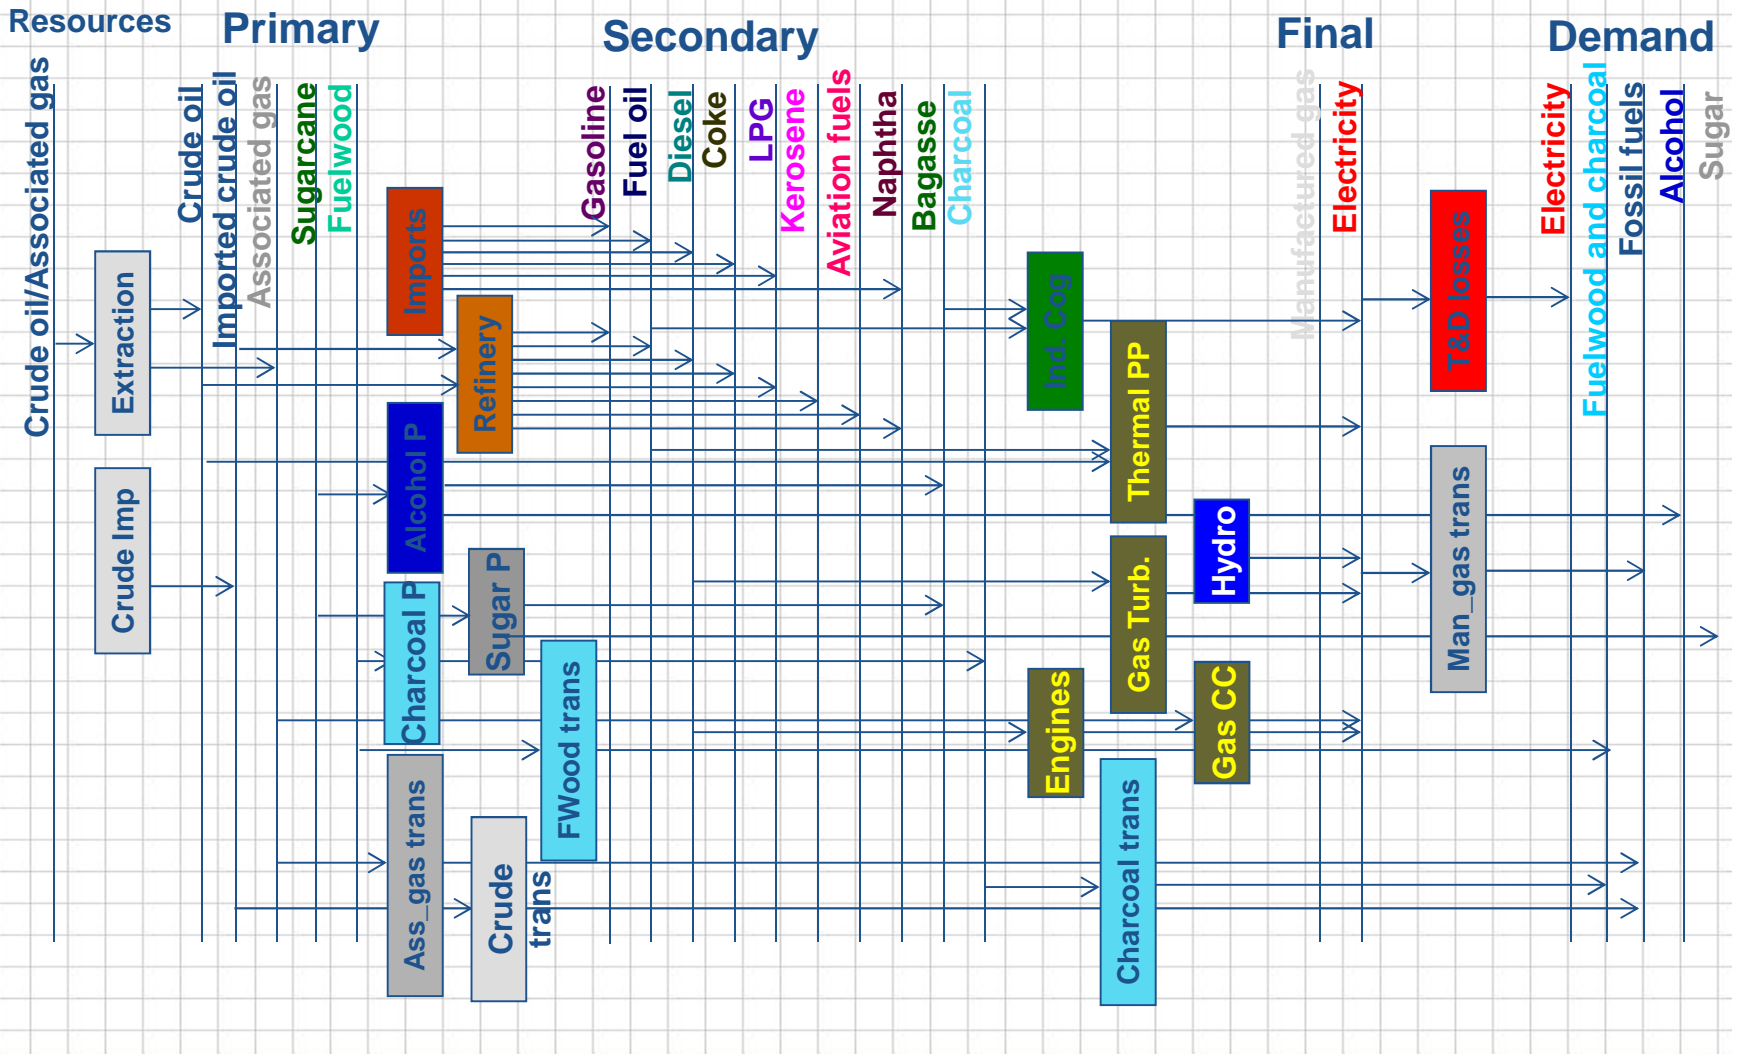 Resources
Primary
Secondary
Final
Demand
Crude oil/Associated gas
Crude oil
Imported crude oil
Associated gas
Sugarcane
Fuelwood
Gasoline
Fuel oil
Diesel
Coke
LPG
Kerosene
Aviation fuels
Naphtha
Bagasse
Charcoal
Manufactured gas
Electricity
Electricity
Fuelwood and charcoal
Fossil fuels
Alcohol
Sugar
Extraction
Crude Imp
Imports
Refinery
Alcohol P
Sugar P
Charcoal P
FWood trans
Ass_gas trans
Crude
trans
Ind. Cog
Thermal PP
Hydro
Gas Turb.
Engines
Gas CC
Charcoal trans
T&D losses
Man_gas trans